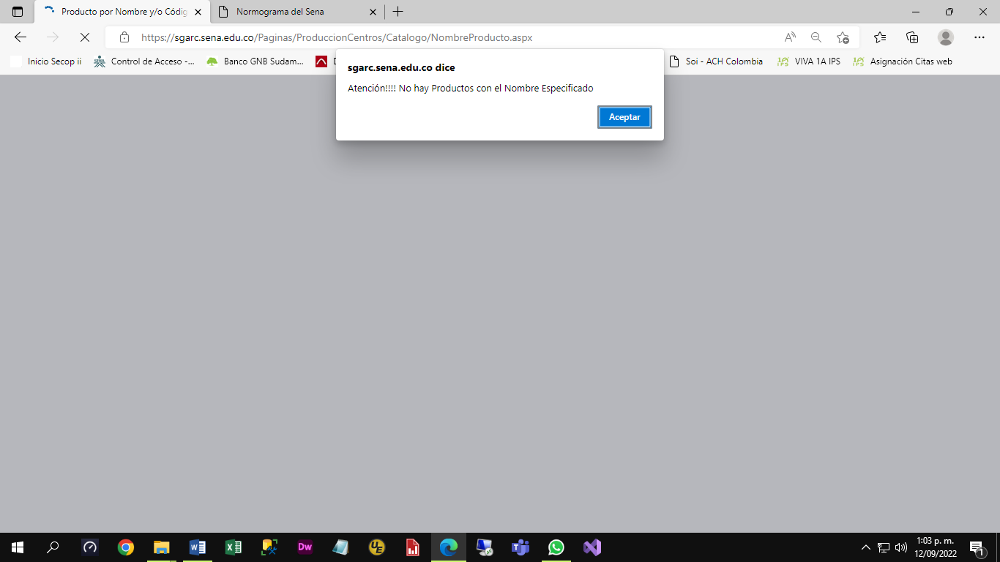 Producto por Nombre y/o Códig
Normograma del Sena
https://sgarc.sena.edu.co/Paginas/ProduccionCentros/Catalogo/NombreProducto.aspx
Inicio Secop ii
Control de Acceso -...
Banco GNB Sudam...
Soi - ACH Colombia
VIVA 1A IPS
Asignación Citas web
sgarc.sena.edu.co dice
Atención!!!! No hay Productos con el Nombre Especificado
Aceptar
Dw
UE
1:03 p. m.
12/09/2022
1